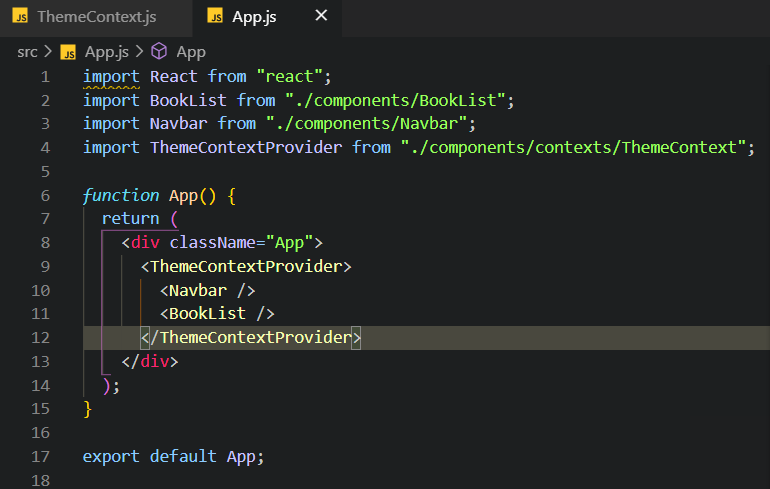 JS ThemeContext.js JS App.js ×
src > JS App.js > App
1 import React from "react";
2 import BookList from "./components/BookList";
3 import Navbar from "./components/Navbar";
4 import ThemeContextProvider from "./components/contexts/ThemeContext";
5
6 function App() {
7   return (
8     <div className="App">
9       <ThemeContextProvider>
10         <Navbar />
11         <BookList />
12       </ThemeContextProvider>
13     </div>
14   );
15 }
16
17 export default App;
18